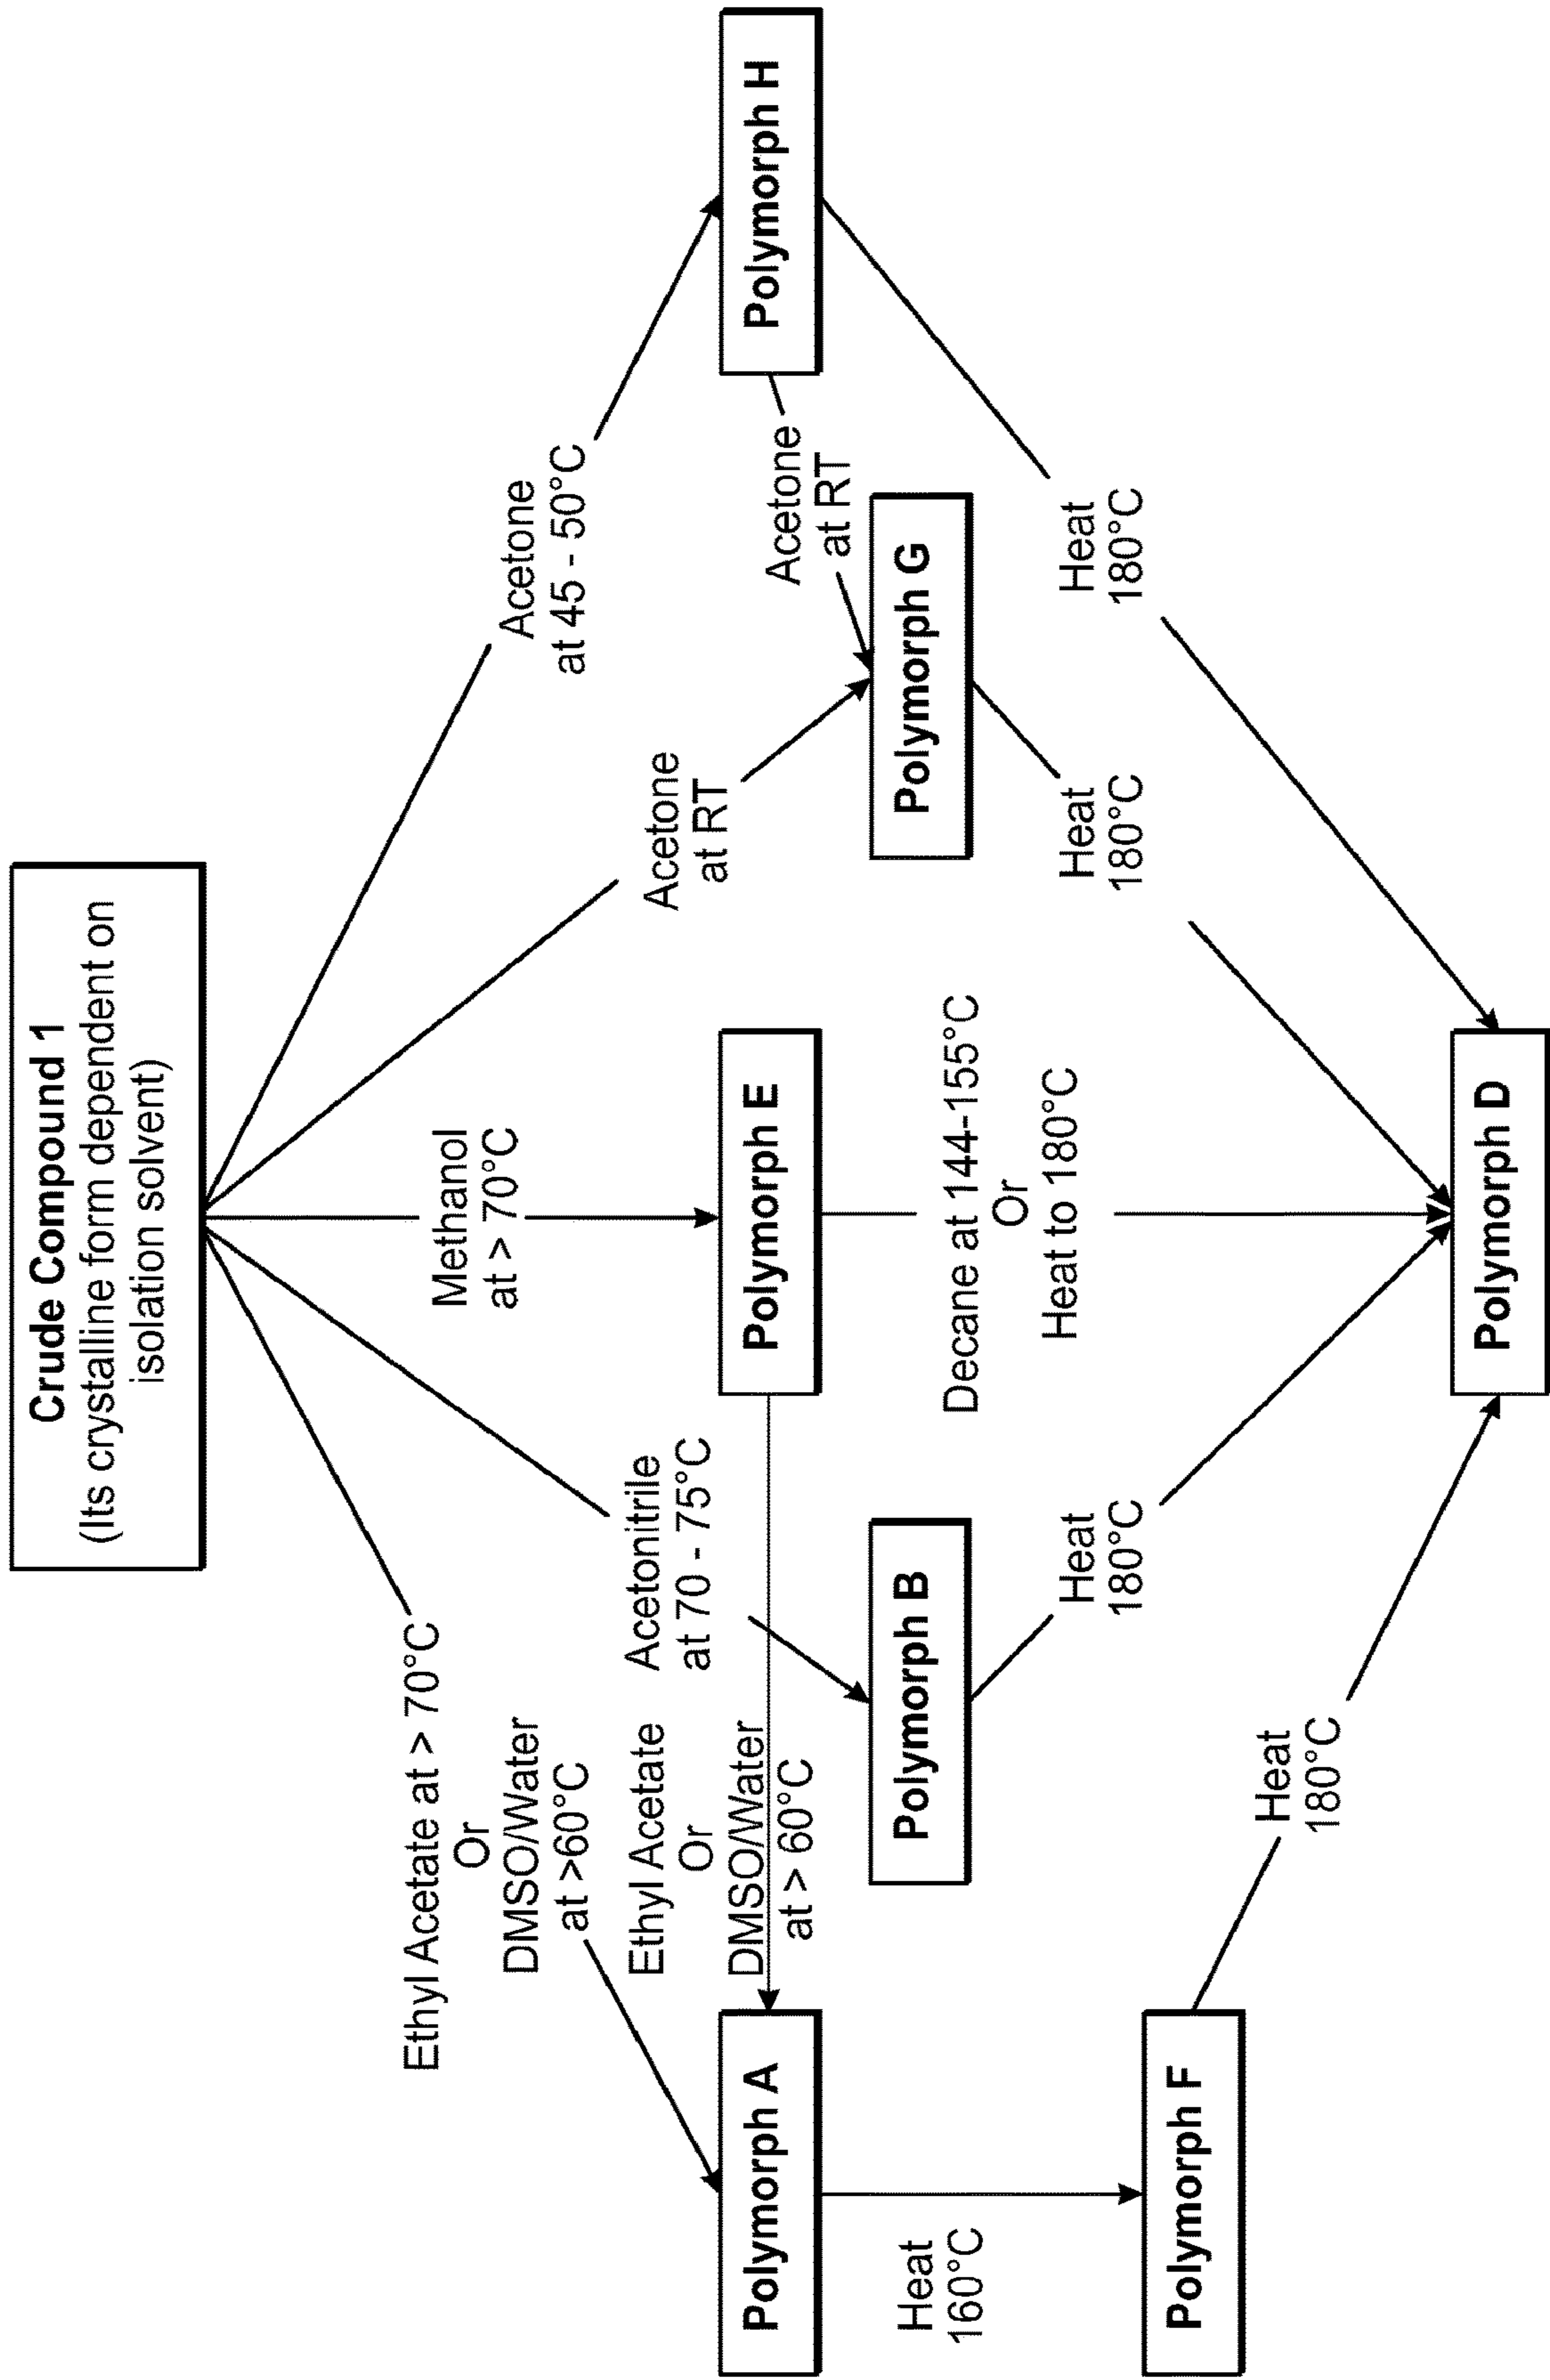 Crude Compound 1
(Its crystalline form dependent on
isolation solvent)
Ethyl Acetate at > 70°C
Or
DMSO/Water
at >60°C
Acetonitrile
at 70 - 75°C
Methanol
at > 70°C
Acetone
at RT
Acetone
at 45 - 50°C
Ethyl Acetate
Or
DMSO/Water
at > 60°C
Acetone
at RT
Polymorph A
Polymorph E
Polymorph H
Polymorph B
Polymorph G
Heat
160°C
Heat
180°C
Decane at 144-155°C
Or
Heat to 180°C
Heat
180°C
Heat
180°C
Polymorph F
Heat
180°C
Polymorph D